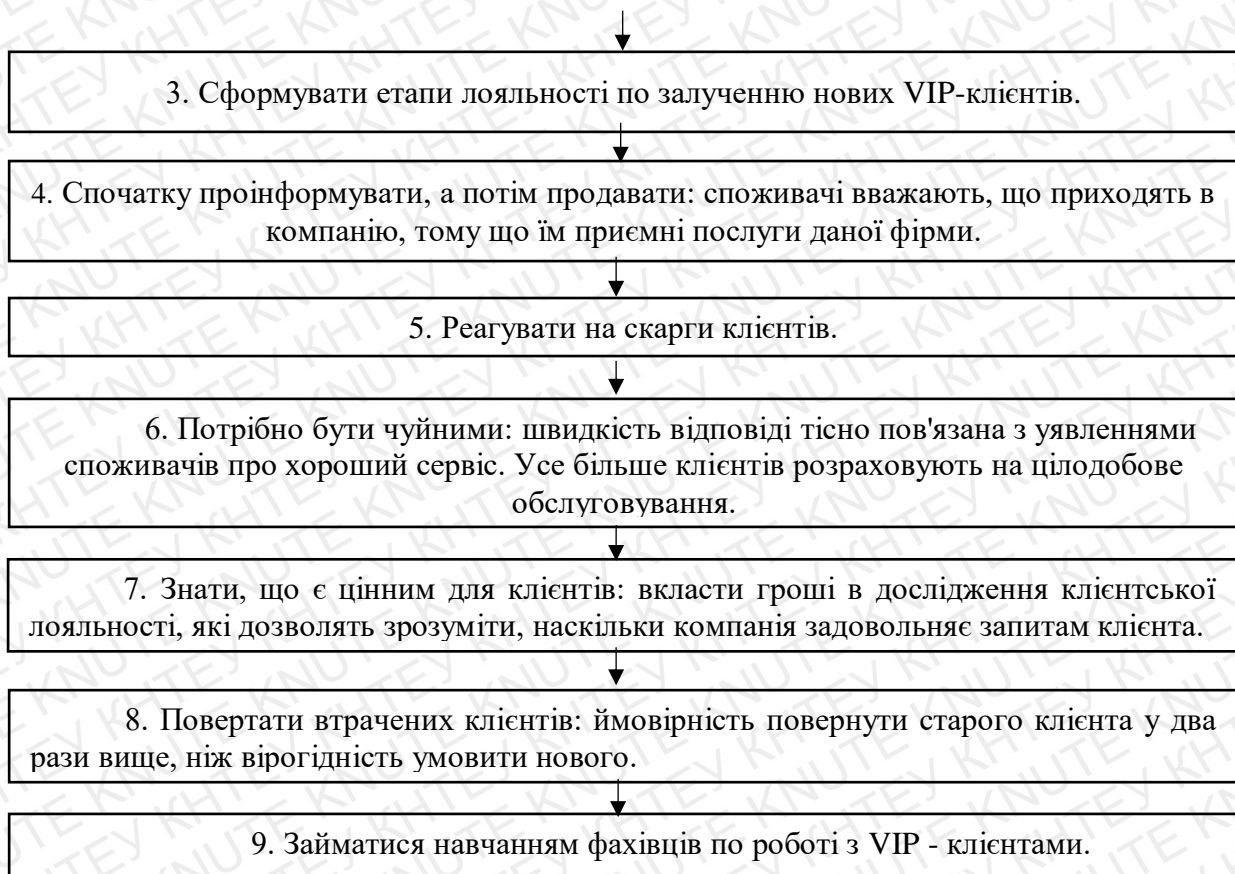 3. Сформувати етапи лояльності по залученню нових VIP-клієнтів.
4. Спочатку проінформувати, а потім продавати: споживачі вважають, що приходять в
компанію, тому що їм приємні послуги даної фірми.
5. Реагувати на скарги клієнтів.
6. Потрібно бути чуйними: швидкість відповіді тісно пов'язана з уявленнями
споживачів про хороший сервіс. Усе більше клієнтів розраховують на цілодобове
обслуговування.
7. Знати, що є цінним для клієнтів: вкласти гроші в дослідження клієнтської
лояльності, які дозволять зрозуміти, наскільки компанія задовольняє запитам клієнта.
8. Повертати втрачених клієнтів: ймовірність повернути старого клієнта у два
рази вище, ніж вірогідність умовити нового.
9. Займатися навчанням фахівців по роботі з VIP - клієнтами.